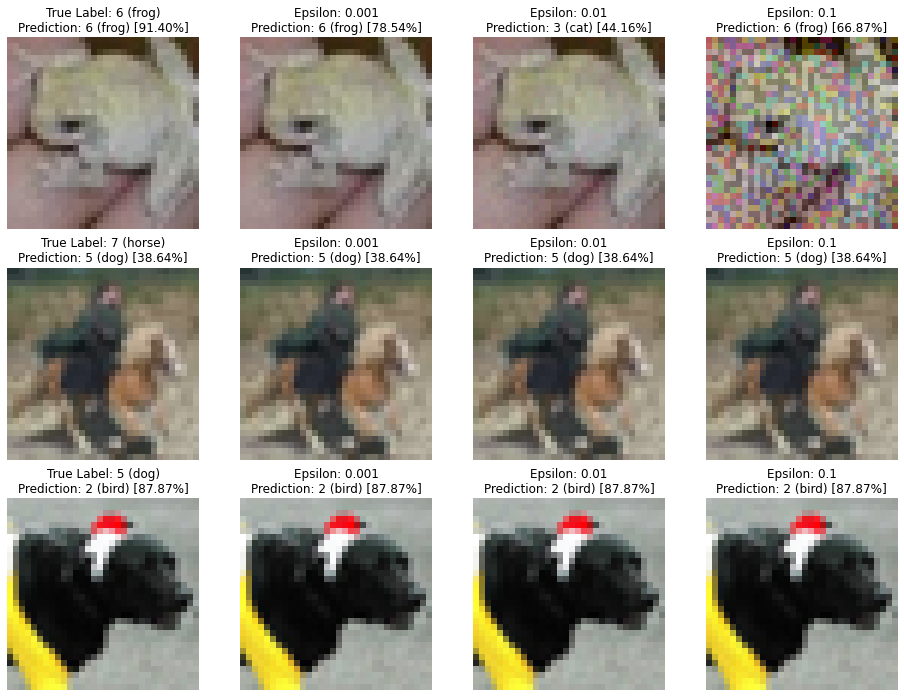 True Label: 6 (frog)
Prediction: 6 (frog) [91.40%]
Epsilon: 0.001
Prediction: 6 (frog) [78.54%]
Epsilon: 0.01
Prediction: 3 (cat) [44.16%]
Epsilon: 0.1
Prediction: 6 (frog) [66.87%]
True Label: 7 (horse)
Prediction: 5 (dog) [38.64%]
Epsilon: 0.001
Prediction: 5 (dog) [38.64%]
Epsilon: 0.01
Prediction: 5 (dog) [38.64%]
Epsilon: 0.1
Prediction: 5 (dog) [38.64%]
True Label: 5 (dog)
Prediction: 2 (bird) [87.87%]
Epsilon: 0.001
Prediction: 2 (bird) [87.87%]
Epsilon: 0.01
Prediction: 2 (bird) [87.87%]
Epsilon: 0.1
Prediction: 2 (bird) [87.87%]